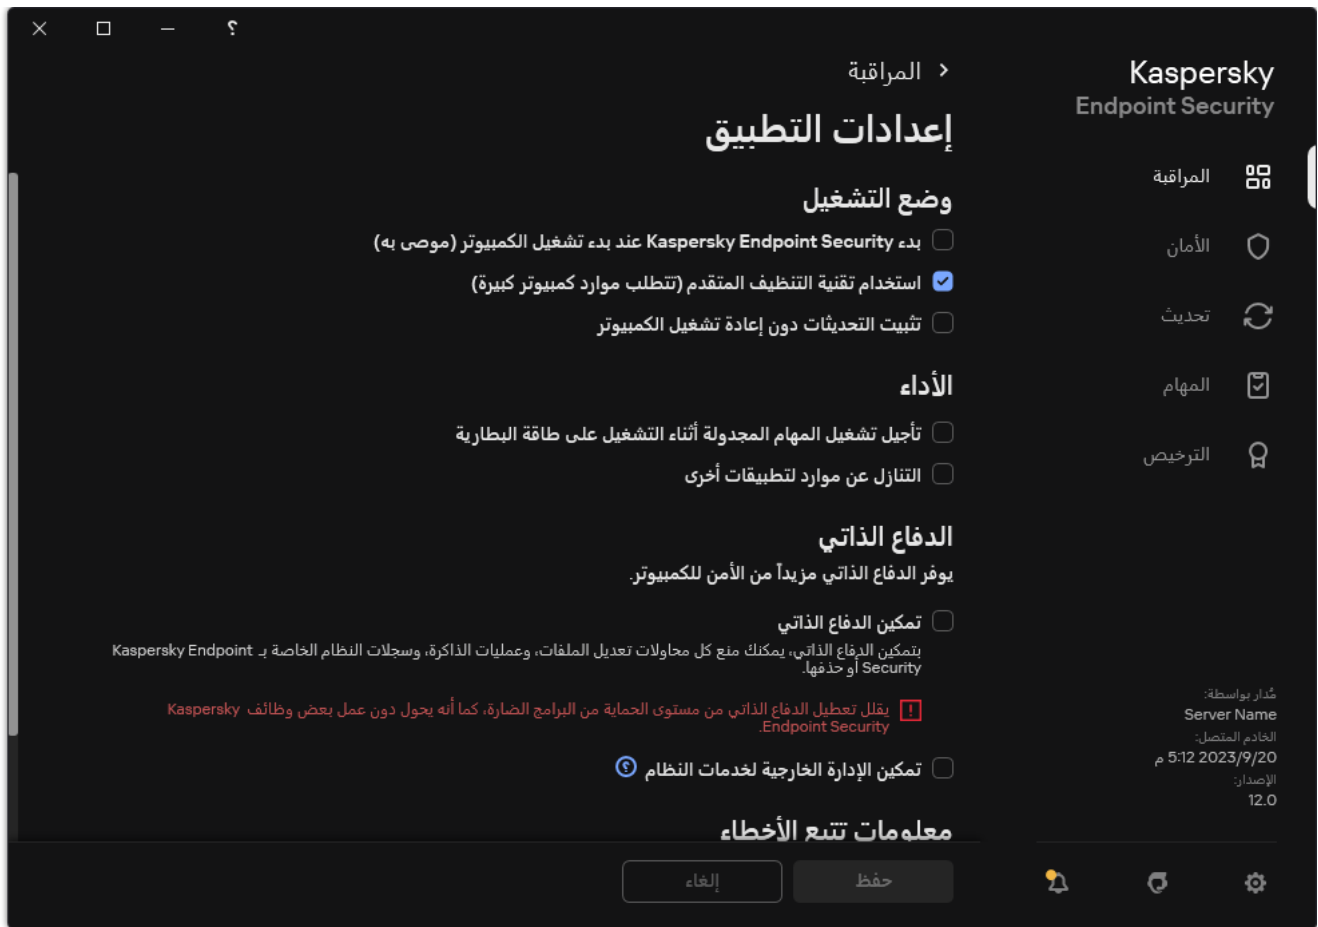 ؟
Kaspersky
Endpoint Security
المراقبة
الأمان
تحديث
المهام
الترخيص
مُدار بواسطة:
Server Name
الخادم المتصل:
2023/9/20 5:12 م
الإصدار:
12.0
المراقبة
إعدادات التطبيق
وضع التشغيل
بدء Kaspersky Endpoint Security عند بدء تشغيل الكمبيوتر (موصى به)
استخدام تقنية التنظيف المتقدم (تتطلب موارد كمبيوتر كبيرة)
تثبيت التحديثات دون إعادة تشغيل الكمبيوتر
الأداء
تأجيل تشغيل المهام المجدولة أثناء التشغيل على طاقة البطارية
التنازل عن موارد لتطبيقات أخرى
الدفاع الذاتي
يوفر الدفاع الذاتي مزيداً من الأمن للكمبيوتر.
تمكين الدفاع الذاتي
بتمكين الدفاع الذاتي، يمكنك منع كل محاولات تعديل الملفات، وعمليات الذاكرة، وسجلات النظام الخاصة بـ Kaspersky Endpoint
Security أو حذفها.
يقلل تعطيل الدفاع الذاتي من مستوى الحماية من البرامج الضارة، كما أنه يحول دون عمل بعض وظائف Kaspersky
Endpoint Security.
تمكين الإدارة الخارجية لخدمات النظام ؟
معلومات تتبع الأخطاء
حفظ
إلغاء